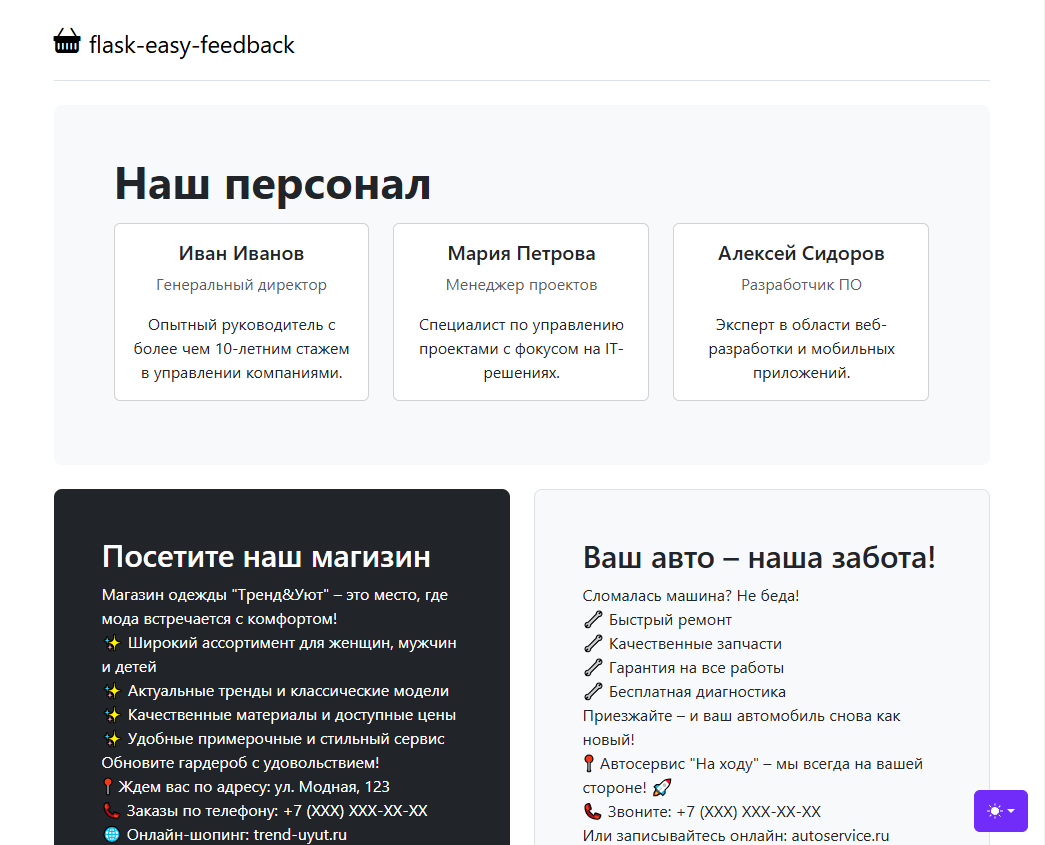 flask-easy-feedback
Наш персонал
Иван Иванов
Генеральный директор
Опытный руководитель с
более чем 10-летним стажем
в управлении компаниями.
Мария Петрова
Менеджер проектов
Специалист по управлению
проектами с фокусом на IT-
решениях.
Алексей Сидоров
Разработчик ПО
Эксперт в области веб-
разработки и мобильных
приложений.
Посетите наш магизин
Магазин одежды "Тренд&Уют" – это место, где
мода встречается с комфортом!
✨ Широкий ассортимент для женщин, мужчин
и детей
✨ Актуальные тренды и классические модели
✨ Качественные материалы и доступные цены
✨ Удобные примерочные и стильный сервис
Обновите гардероб с удовольствием!
📍 Ждем вас по адресу: ул. Модная, 123
📞 Заказы по телефону: +7 (XXX) XXX-XX-XX
🌐 Онлайн-шопинг: trend-uyut.ru
Ваш авто – наша забота!
Сломалась машина? Не беда!
🔧 Быстрый ремонт
🔧 Качественные запчасти
🔧 Гарантия на все работы
🔧 Бесплатная диагностика
Приезжайте – и ваш автомобиль снова как
новый!
📍 Автосервис "На ходу" – мы всегда на вашей
стороне! 🚀
📞 Звоните: +7 (XXX) XXX-XX-XX
Или записывайтесь онлайн: autoservice.ru